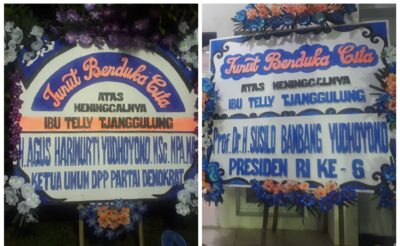 Turut Berduka Cita
ATAS
MENINGGALNYA
IBU TELLY TJANGGULUNG
H. AGUS HARIMURTI YUDHOYONO, M.Sc., MPA, MA
KETUA UMUM DPP PARTAI DEMOKRAT
Turut Berduka Cita
ATAS
MENINGGALNYA
IBU TELLY TJANGGULUNG
Prof. Dr. H. SUSILO BAMBANG YUDHOYONO
PRESIDEN RI KE - 6